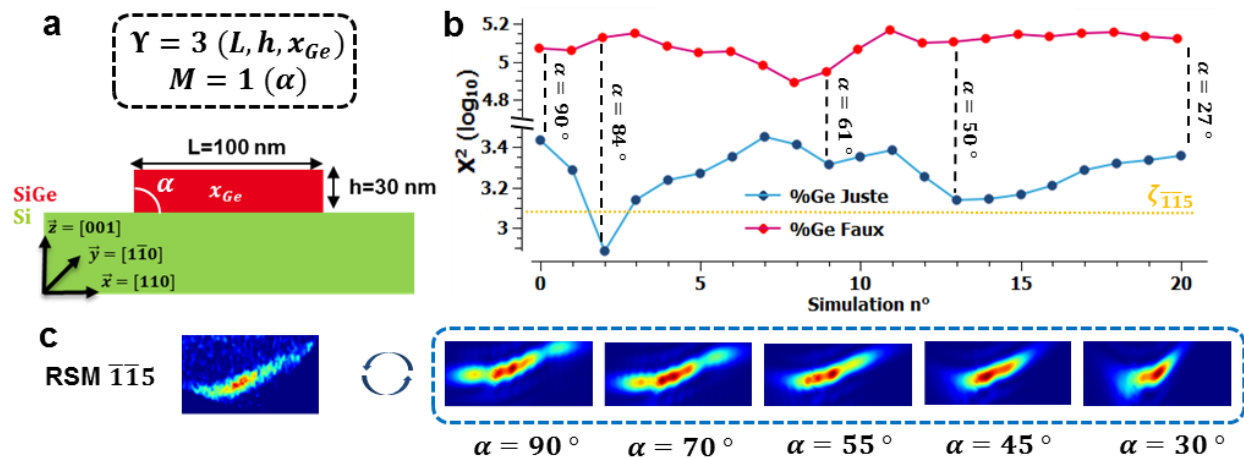 a
ϒ = 3 (L, h, x_Ge)
M = 1 (α)
L=100 nm
α
x_Ge
h=30 nm
SiGe
Si
z⃗ = [001]
y⃗ = [11̅0]
x⃗ = [110]
b
5.2
5
4.8
3.4
3.2
3
X² (log₁₀)
α = 90 °
α = 84 °
α = 61 °
α = 50 °
α = 27 °
ζ_1̅1̅5
%Ge Juste
%Ge Faux
0 5 10 15 20
Simulation n°
c
RSM 1̅1̅5
α = 90 ° α = 70 ° α = 55 ° α = 45 ° α = 30 °